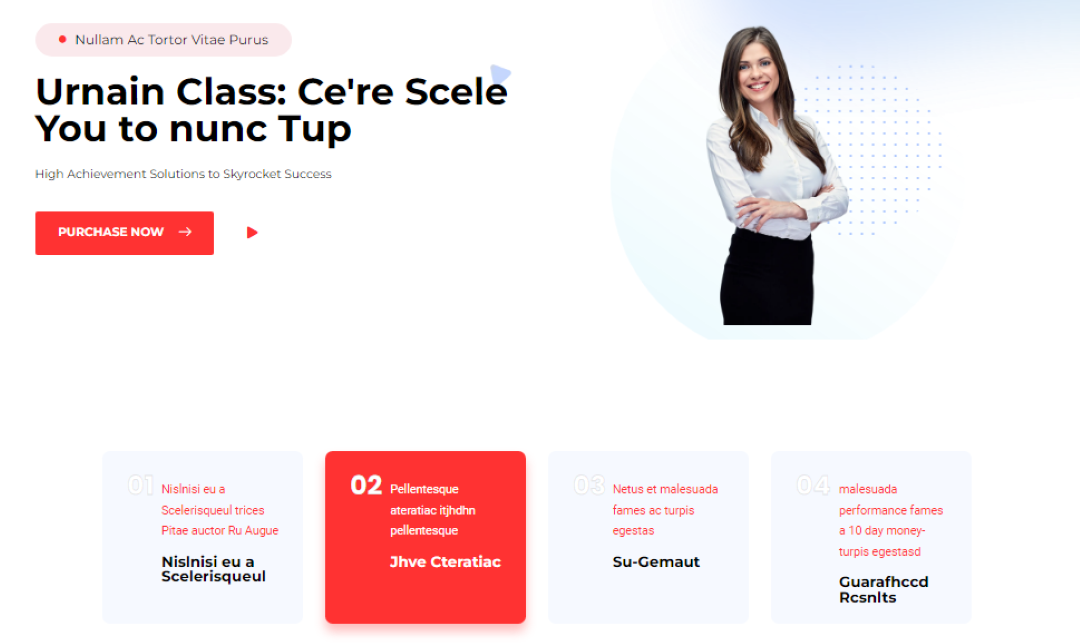 Nullam Ac Tortor Vitae Purus
Urnain Class: Ce're Scele
You to nunc Tup
High Achievement Solutions to Skyrocket Success
PURCHASE NOW
01
Nislnisi eu a
Scelerisqueul trices
Pitae auctor Ru Augue
Nislnisi eu a
Scelerisqueul
02
Pellentesque
ateratiac itjhdhn
pellentesque
Jhve Cteratiac
03
Netus et malesuada
fames ac turpis
egestas
Su-Gemaut
04
malesuada
performance fames
a 10 day money-
turpis egestasd
Guarafhccd
Rcsnlts